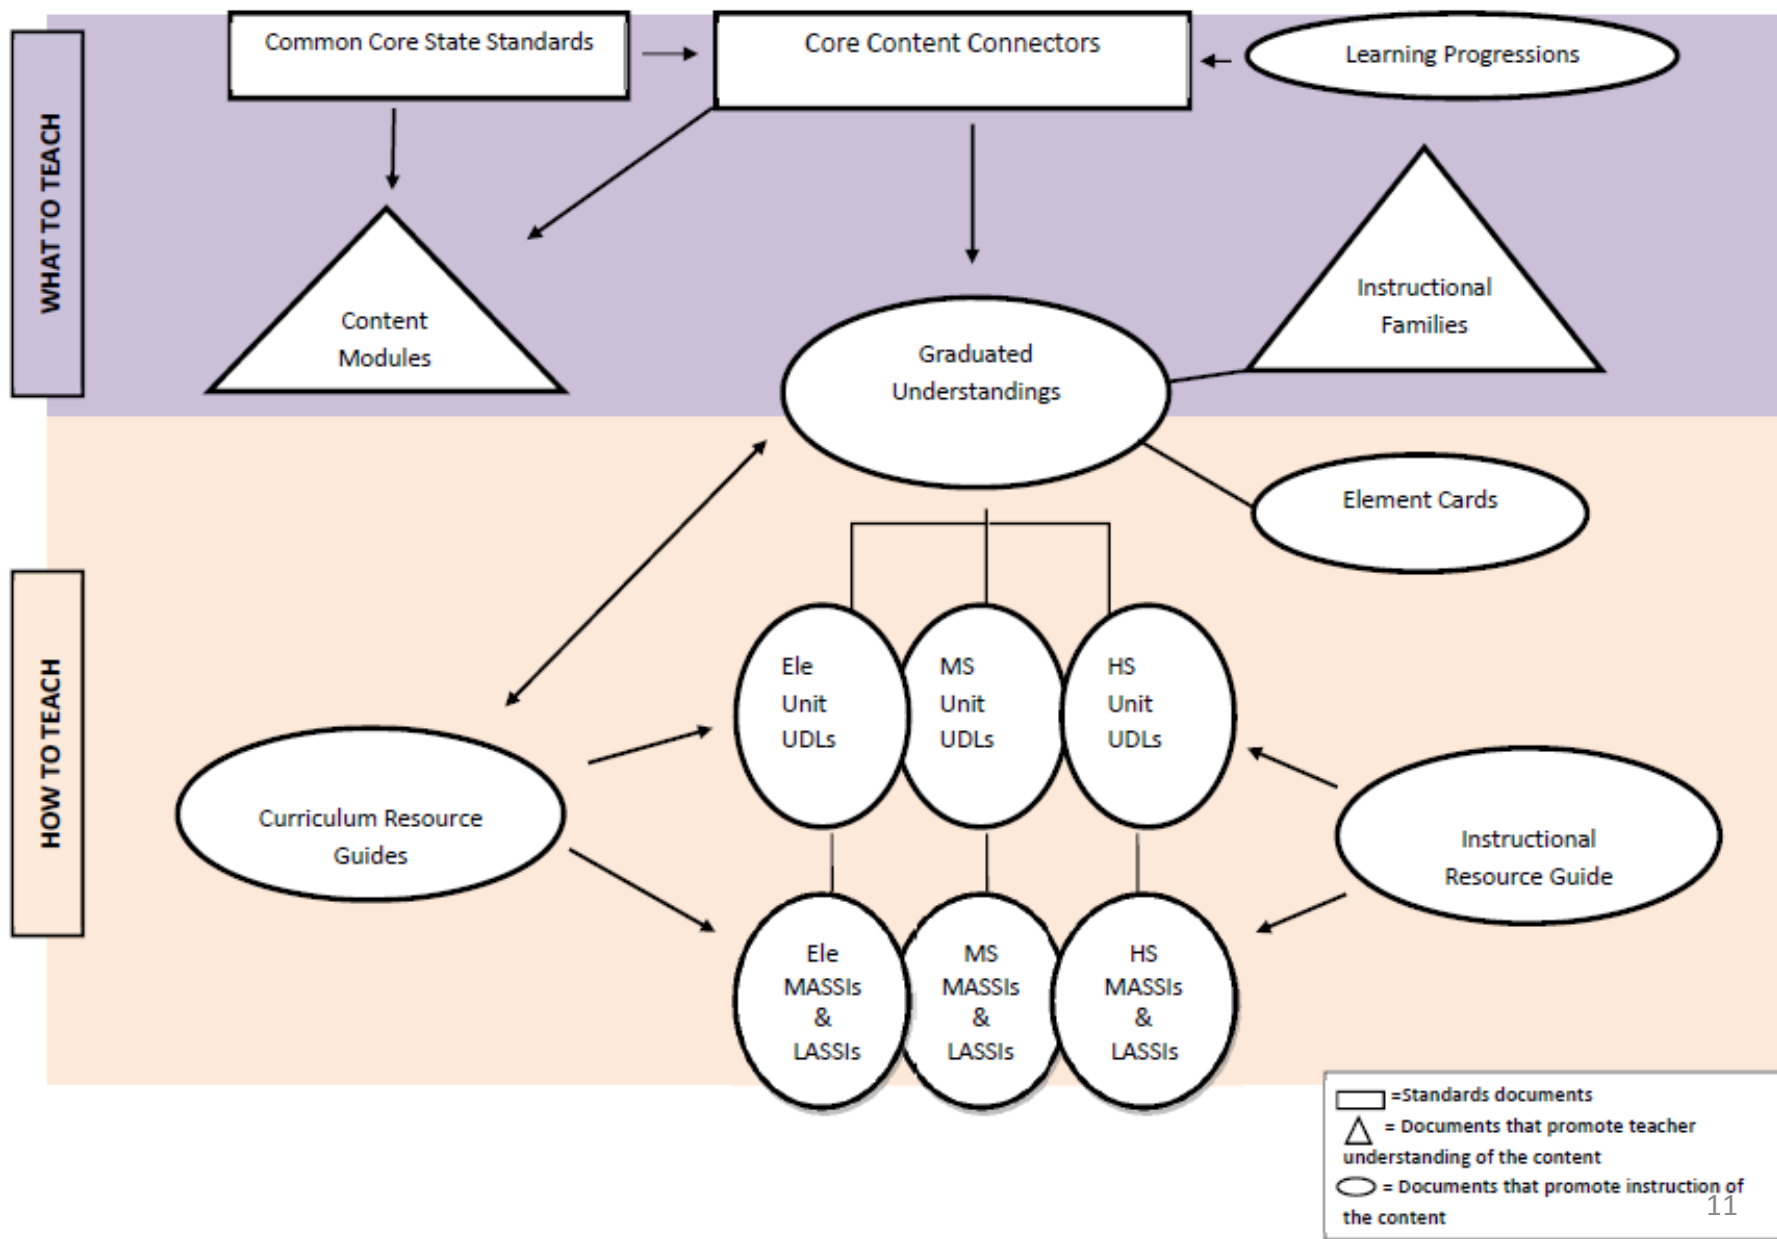 Common Core State Standards
Core Content Connectors
Learning Progressions
WHAT TO TEACH
Content
Modules
Instructional
Families
Graduated
Understandings
Element Cards
HOW TO TEACH
Ele
Unit
UDLs
MS
Unit
UDLs
HS
Unit
UDLs
Curriculum Resource
Guides
Instructional
Resource Guide
Ele
MASSIs
&
LASSIs
MS
MASSIs
&
LASSIs
HS
MASSIs
&
LASSIs
=Standards documents
= Documents that promote teacher
understanding of the content
= Documents that promote instruction of
the content
11